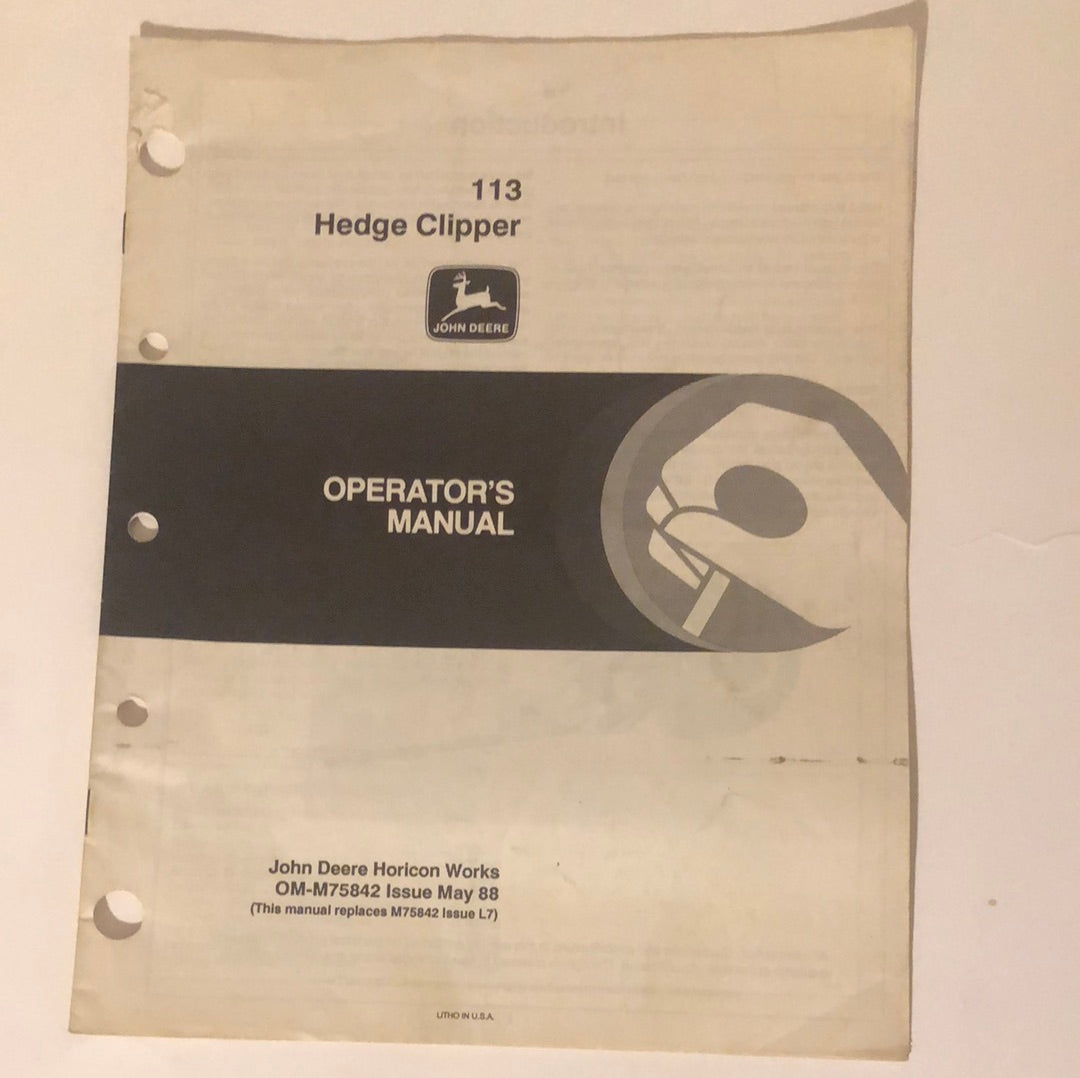 113
Hedge Clipper
JOHN DEERE
OPERATOR'S
MANUAL
John Deere Horicon Works
OM-M75842 Issue May 88
(This manual replaces M75842 Issue L7)
LITHO IN U.S.A.